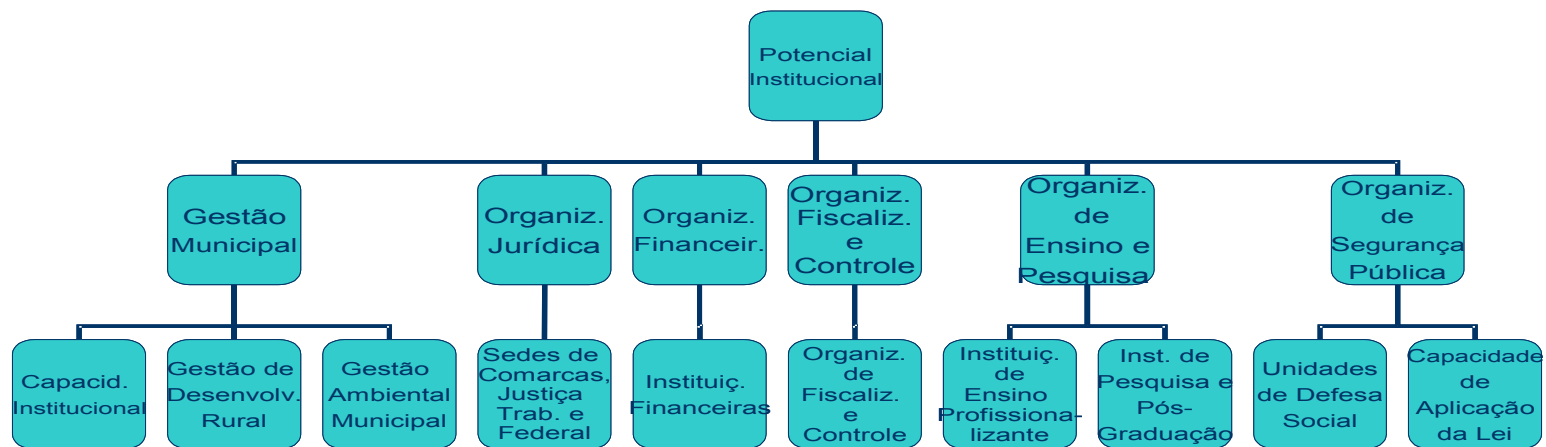 Potencial
Institucional
Gestão
Municipal
Organiz.
Jurídica
Organiz.
Financeir.
Organiz.
Fiscaliz.
e
Controle
Organiz.
de
Ensino e
Pesquisa
Organiz.
de
Segurança
Pública
Capacid.
Institucional
Gestão de
Desenvolv.
Rural
Gestão
Ambiental
Municipal
Sedes de
Comarcas,
Justiça
Trab. e
Federal
Instituiç.
Financeiras
Organiz.
de
Fiscaliz.
e
Controle
Instituiç.
de
Ensino
Profissiona-
lizante
Inst. de
Pesquisa e
Pós-
Graduação
Unidades
de Defesa
Social
Capacidade
de
Aplicação
da Lei